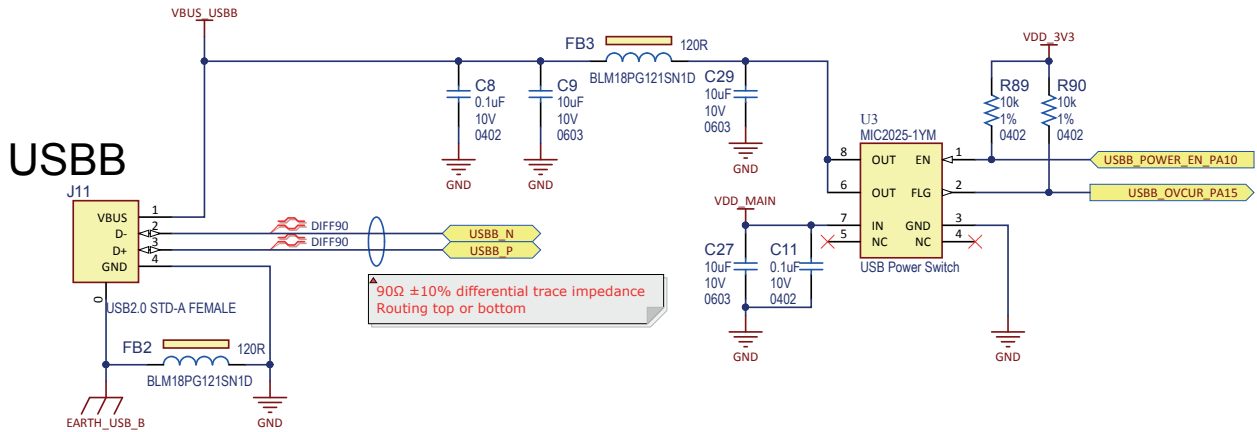 VBUS_USBB
FB3
120R
BLM18PG121SN1D
C8
0.1uF
10V
0402
GND
C9
10uF
10V
0603
GND
C29
10uF
10V
0603
GND
VDD_3V3
R89
10k
1%
0402
R90
10k
1%
0402
U3
MIC2025-1YM
8 OUT EN 1
6 OUT FLG 2
7 IN GND 3
5 NC NC 4
USB Power Switch
USBB_POWER_EN_PA10
USBB_OVCUR_PA15
GND
VDD_MAIN
C27
10uF
10V
0603
C11
0.1uF
10V
0402
GND
USBB
J11
VBUS 1
D- 2
D+ 3
GND 4
0
USB2.0 STD-A FEMALE
DIFF90
DIFF90
USBB_N
USBB_P
90Ω ±10% differential trace impedance
Routing top or bottom
FB2
120R
BLM18PG121SN1D
EARTH_USB_B
GND